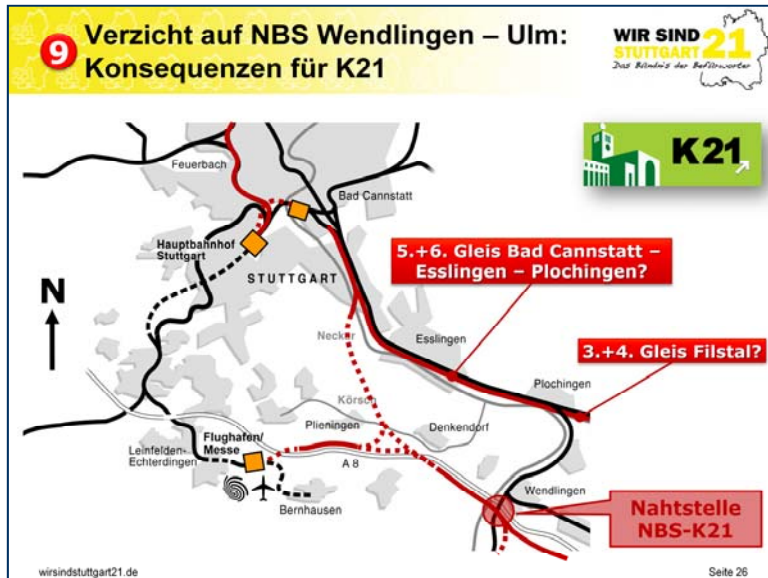 9
Verzicht auf NBS Wendlingen – Ulm:
Konsequenzen für K21
WIR SIND
STUTTGART 21
Das Bündnis der Befürworter
K21
Feuerbach
Bad Cannstatt
Hauptbahnhof
Stuttgart
STUTTGART
5.+6. Gleis Bad Cannstatt –
Esslingen – Plochingen?
N
Neckar
Esslingen
3.+4. Gleis Filstal?
Plochingen
Körsch
Plieningen
Denkendorf
Flughafen/
Messe
Leinfelden-
Echterdingen
A 8
Bernhausen
Wendlingen
Nahtstelle
NBS-K21
wirsindstuttgart21.de
Seite 26